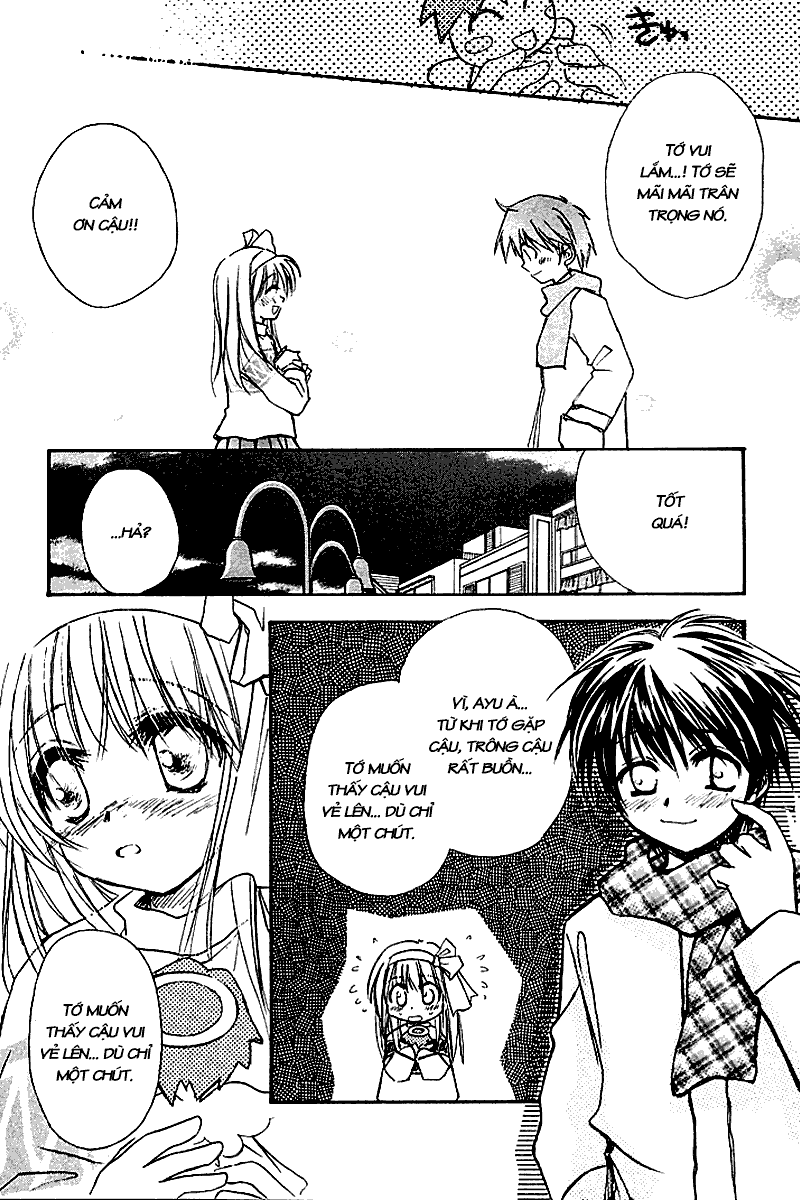 きゅ
TỚ VUI
LẮM...! TỚ SẼ
MÃI MÃI TRÂN
TRỌNG NÓ.
CẢM
ƠN CẬU!!
TỐT
QUÁ!
...HẢ?
VÌ, AYU À...
TỪ KHI TỚ GẶP
CẬU, TRÔNG CẬU
RẤT BUỒN...
TỚ MUỐN
THẤY CẬU VUI
VẺ LÊN... DÙ CHỈ
MỘT CHÚT.
TỚ MUỐN
THẤY CẬU VUI
VẺ LÊN... DÙ CHỈ
MỘT CHÚT.